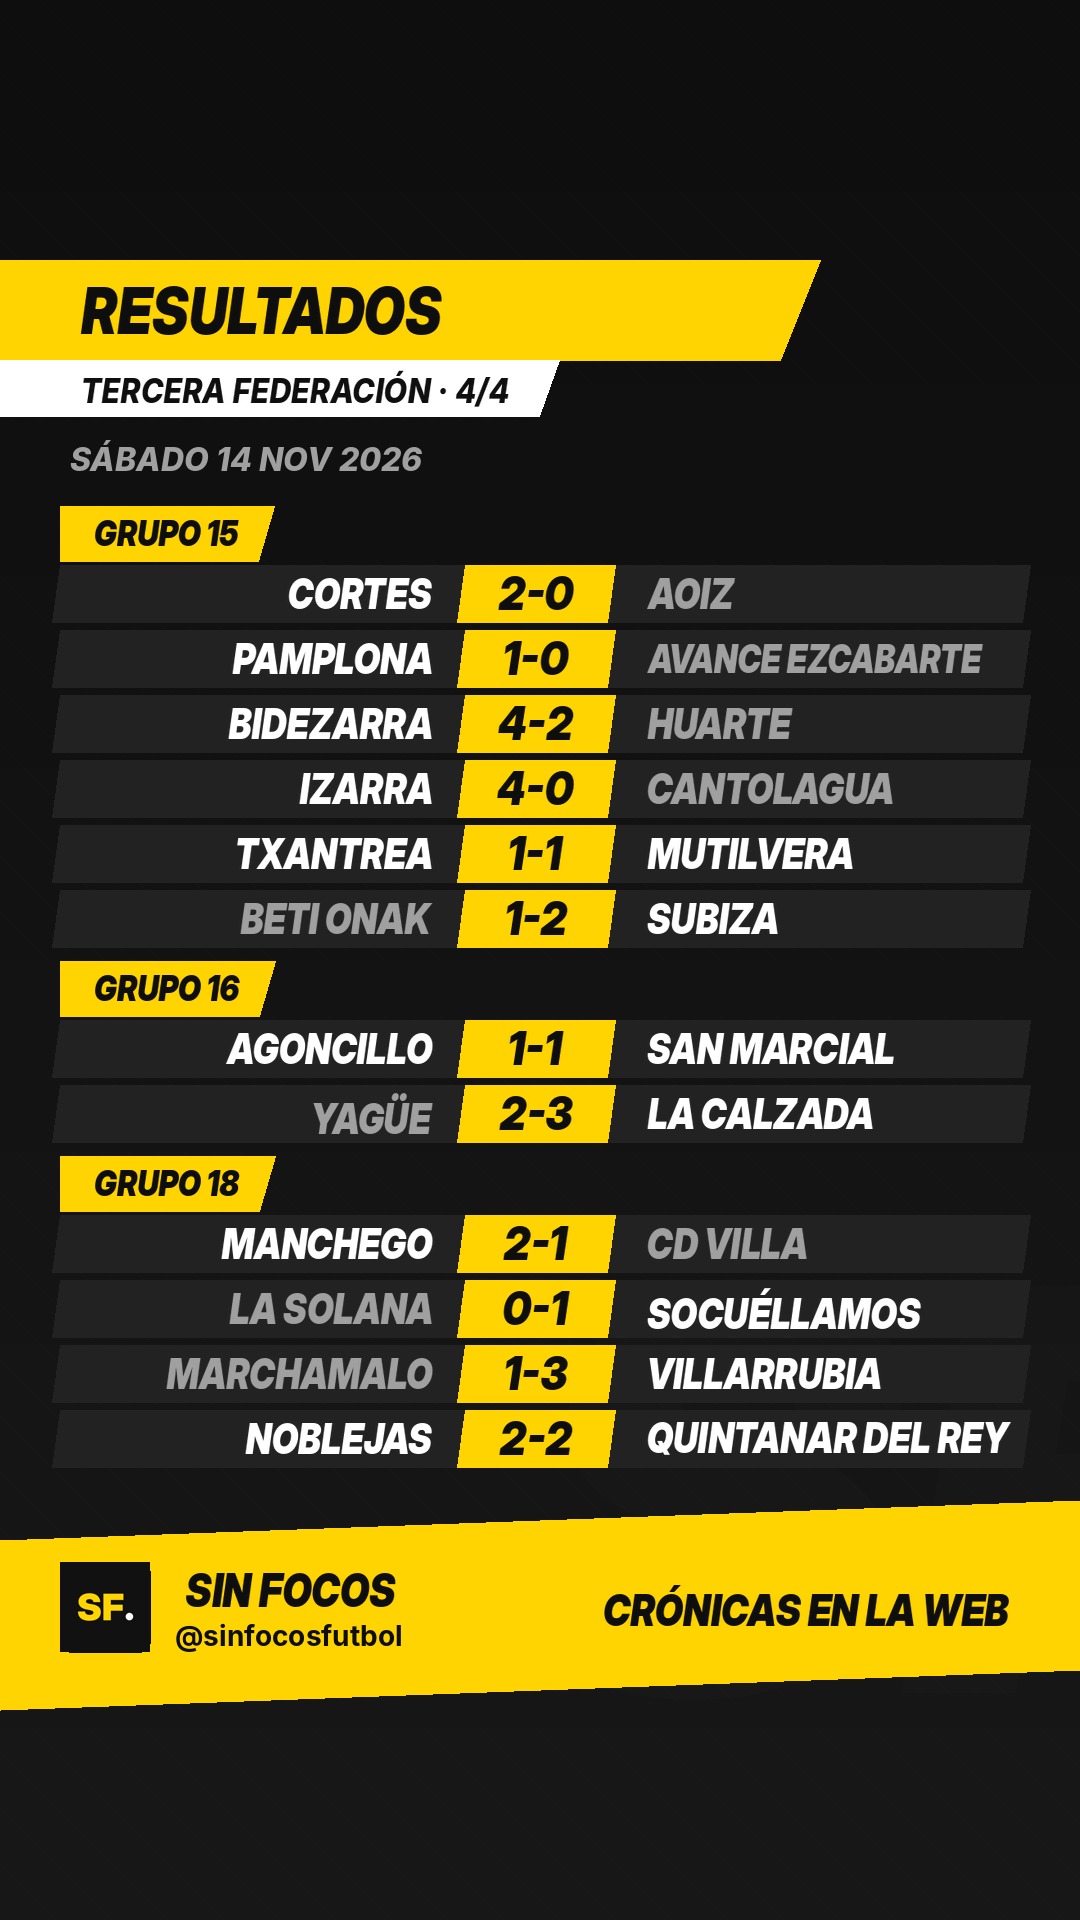 RESULTADOS
TERCERA FEDERACIÓN · 4/4
SÁBADO 14 NOV 2026
GRUPO 15
CORTES 2-0 AOIZ
PAMPLONA 1-0 AVANCE EZCABARTE
BIDEZARRA 4-2 HUARTE
IZARRA 4-0 CANTOLAGUA
TXANTREA 1-1 MUTILVERA
BETI ONAK 1-2 SUBIZA
GRUPO 16
AGONCILLO 1-1 SAN MARCIAL
YAGÜE 2-3 LA CALZADA
GRUPO 18
MANCHEGO 2-1 CD VILLA
LA SOLANA 0-1 SOCUÉLLAMOS
MARCHAMALO 1-3 VILLARRUBIA
NOBLEJAS 2-2 QUINTANAR DEL REY
SF.
SIN FOCOS
@sinfocosfutbol
CRÓNICAS EN LA WEB